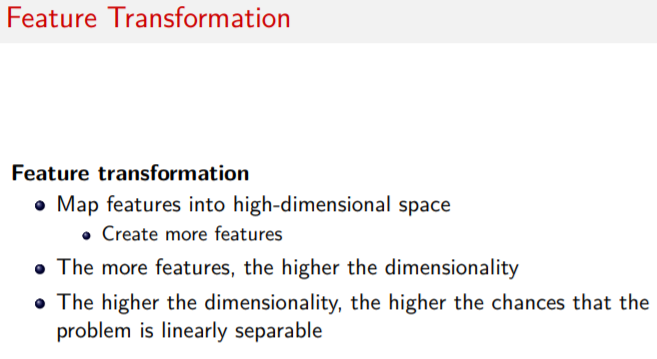 Feature Transformation
Feature transformation
Map features into high-dimensional space
Create more features
The more features, the higher the dimensionality
The higher the dimensionality, the higher the chances that the
problem is linearly separable